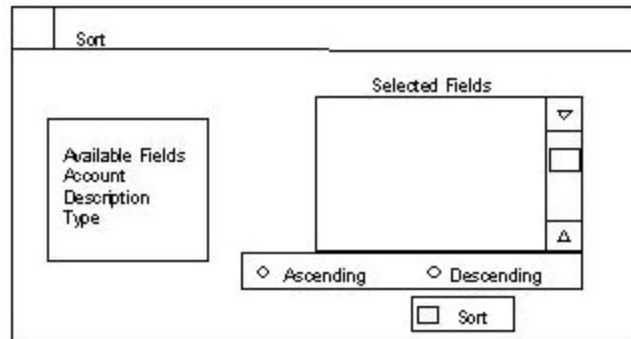 Sort
Selected Fields
Available Fields
Account
Description
Type
Ascending
Descending
Sort